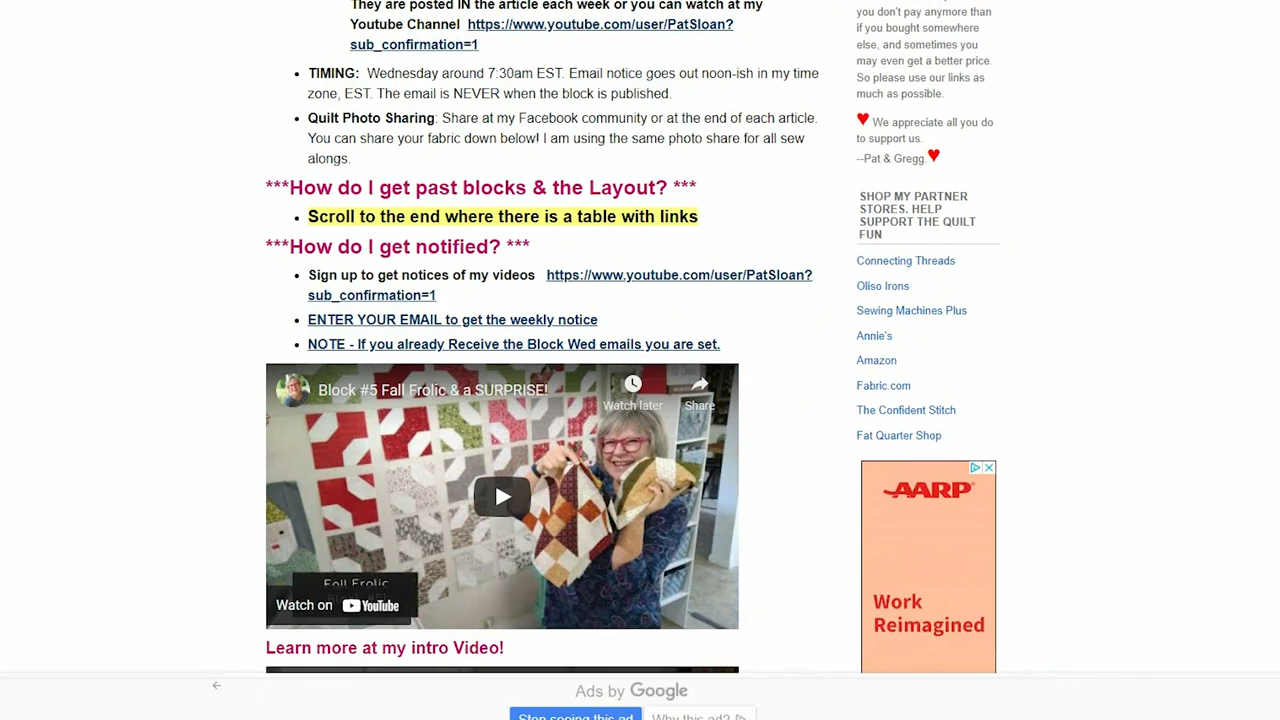 They are posted IN the article each week or you can watch at my
Youtube Channel https://www.youtube.com/user/PatSloan?
sub_confirmation=1
TIMING: Wednesday around 7:30am EST. Email notice goes out noon-ish in my time
zone, EST. The email is NEVER when the block is published.
Quilt Photo Sharing: Share at my Facebook community or at the end of each article.
You can share your fabric down below! I am using the same photo share for all sew
alongs.
***How do I get past blocks & the Layout? ***
Scroll to the end where there is a table with links
***How do I get notified? ***
Sign up to get notices of my videos https://www.youtube.com/user/PatSloan?
sub_confirmation=1
ENTER YOUR EMAIL to get the weekly notice
NOTE - If you already Receive the Block Wed emails you are set.
Block #5 Fall Frolic & a SURPRISE!
Watch later
Share
Fall Frolic
Watch on YouTube
Learn more at my intro Video!
you don't pay anymore than
if you bought somewhere
else, and sometimes you
may even get a better price.
So please use our links as
much as possible.
We appreciate all you do
to support us.
--Pat & Gregg
SHOP MY PARTNER
STORES. HELP
SUPPORT THE QUILT
FUN
Connecting Threads
Oliso Irons
Sewing Machines Plus
Annie's
Amazon
Fabric.com
The Confident Stitch
Fat Quarter Shop
AARP
Work
Reimagined
Ads by Google
Stop seeing this ad
Why this ad?